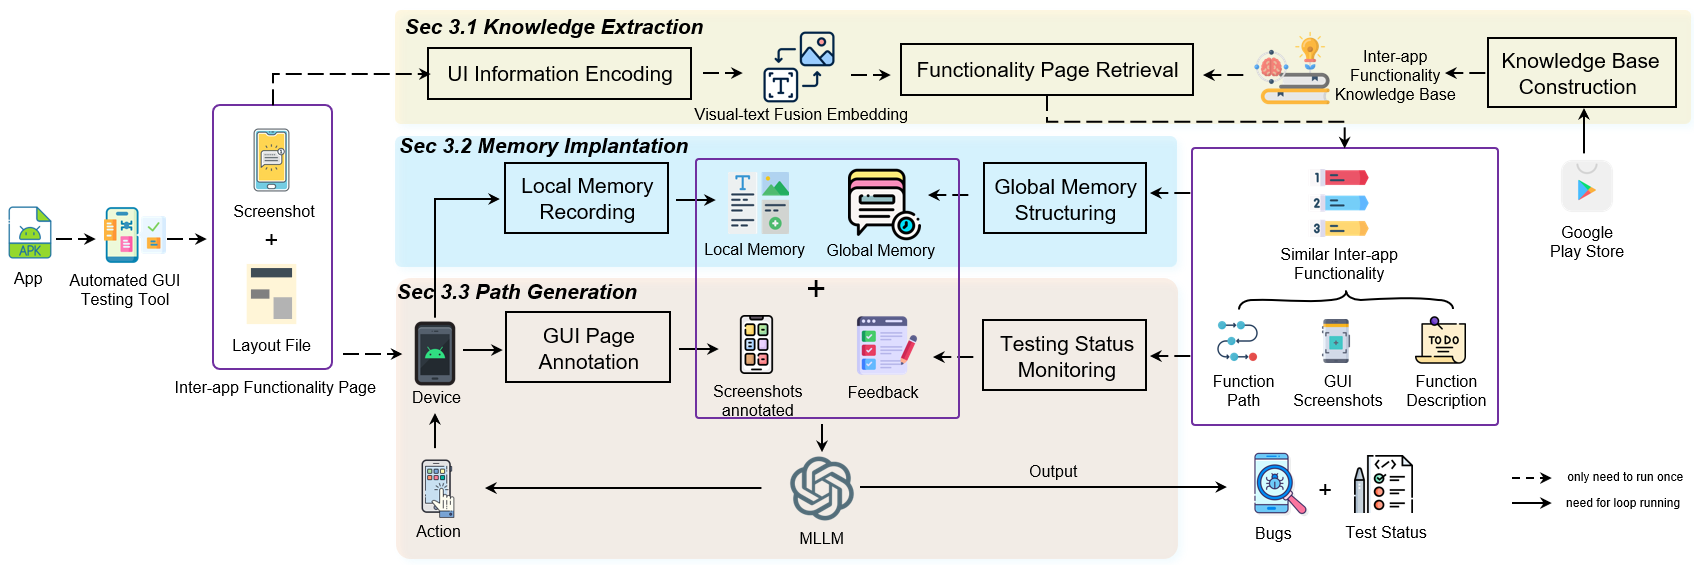 Sec 3.1 Knowledge Extraction
UI Information Encoding
T
Visual-text Fusion Embedding
Functionality Page Retrieval
Inter-app
Functionality
Knowledge Base
Knowledge Base
Construction
Google
Play Store
APK
App
Automated GUI
Testing Tool
Screenshot
+
Layout File
Inter-app Functionality Page
Sec 3.2 Memory Implantation
Local Memory
Recording
T
Local Memory
Global Memory
Global Memory
Structuring
+
1
2
3
Similar Inter-app
Functionality
Function
Path
GUI
Screenshots
TO DO
Function
Description
Sec 3.3 Path Generation
Device
GUI Page
Annotation
Screenshots
annotated
Feedback
Testing Status
Monitoring
Action
MLLM
Output
Bugs
+
Test Status
only need to run once
need for loop running